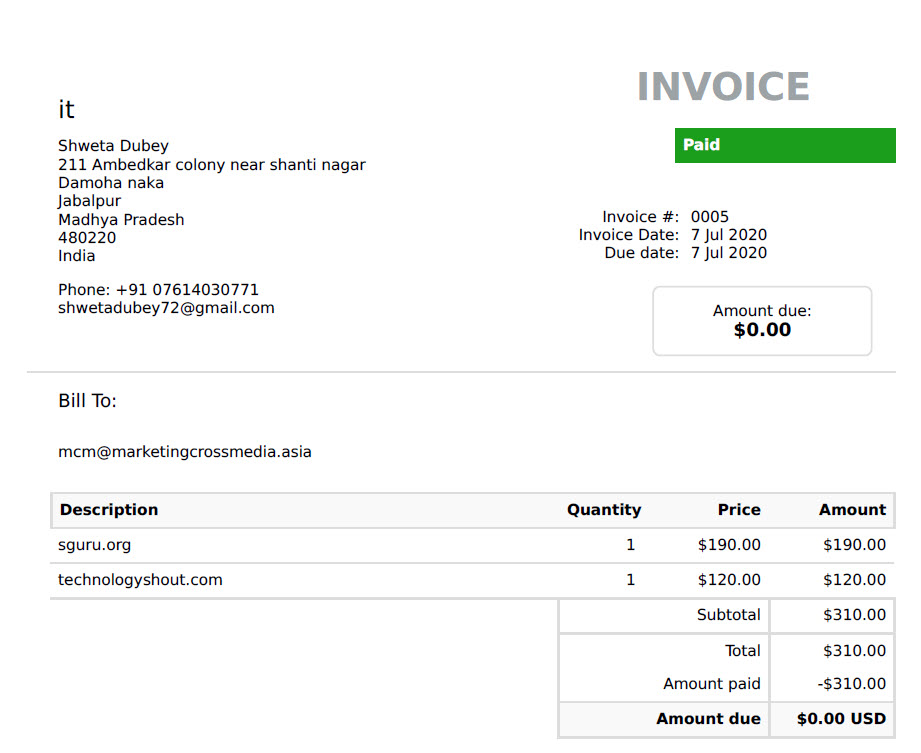 INVOICE
it
Paid
Shweta Dubey
211 Ambedkar colony near shanti nagar
Damoha naka
Jabalpur
Madhya Pradesh
480220
India
Phone: +91 07614030771
shwetadubey72@gmail.com
Invoice #: 0005
Invoice Date: 7 Jul 2020
Due date: 7 Jul 2020
Amount due:
$0.00
Bill To:
mcm@marketingcrossmedia.asia
Description Quantity Price Amount
sguru.org 1 $190.00 $190.00
technologyshout.com 1 $120.00 $120.00
Subtotal $310.00
Total $310.00
Amount paid -$310.00
Amount due $0.00 USD